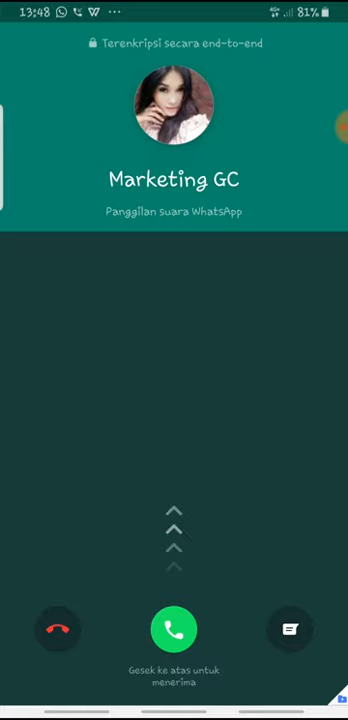 13:48 81%
Terenkripsi secara end-to-end
Marketing GC
Panggilan suara WhatsApp
Gesek ke atas untuk
menerima